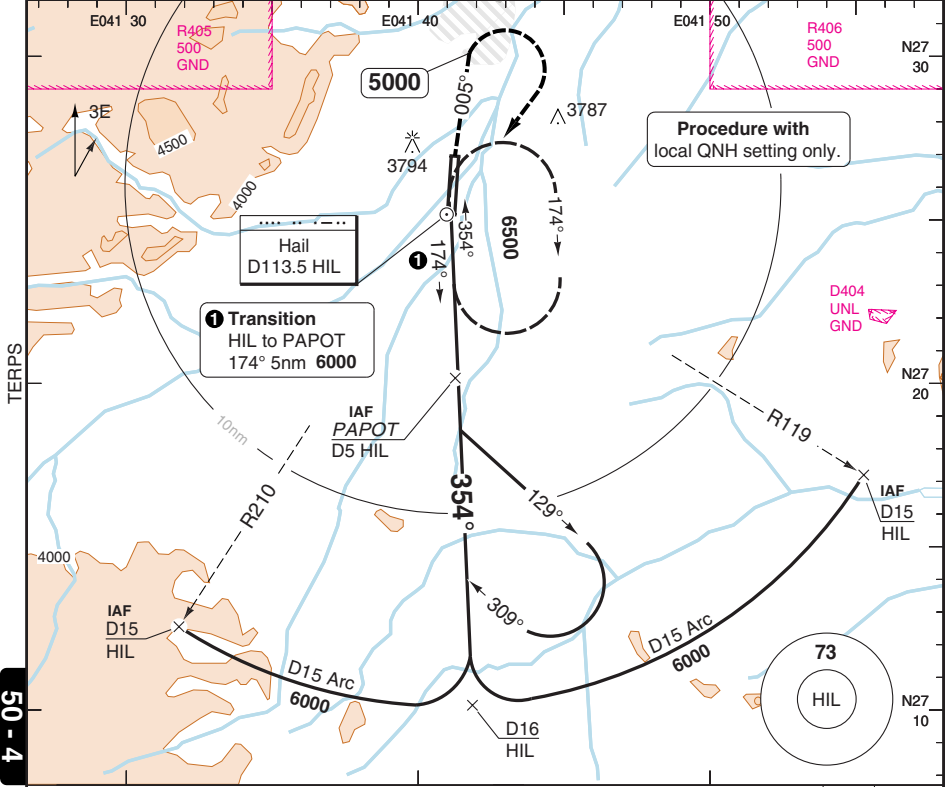 E041 30
E041 40
E041 50
R405
500
GND
R406
500
GND
N27
30
5000
005°
3E
3787
3794
4500
4000
Procedure with
local QNH setting only.
174°
6500
354°
174°
Hail
D113.5 HIL
1
1 Transition
HIL to PAPOT
174° 5nm 6000
D404
UNL
GND
TERPS
N27
20
IAF
PAPOT
D5 HIL
10nm
R119
R210
354°
129°
IAF
D15
HIL
4000
309°
IAF
D15
HIL
D15 Arc
6000
D15 Arc
6000
73
HIL
D16
HIL
N27
10
50 - 4